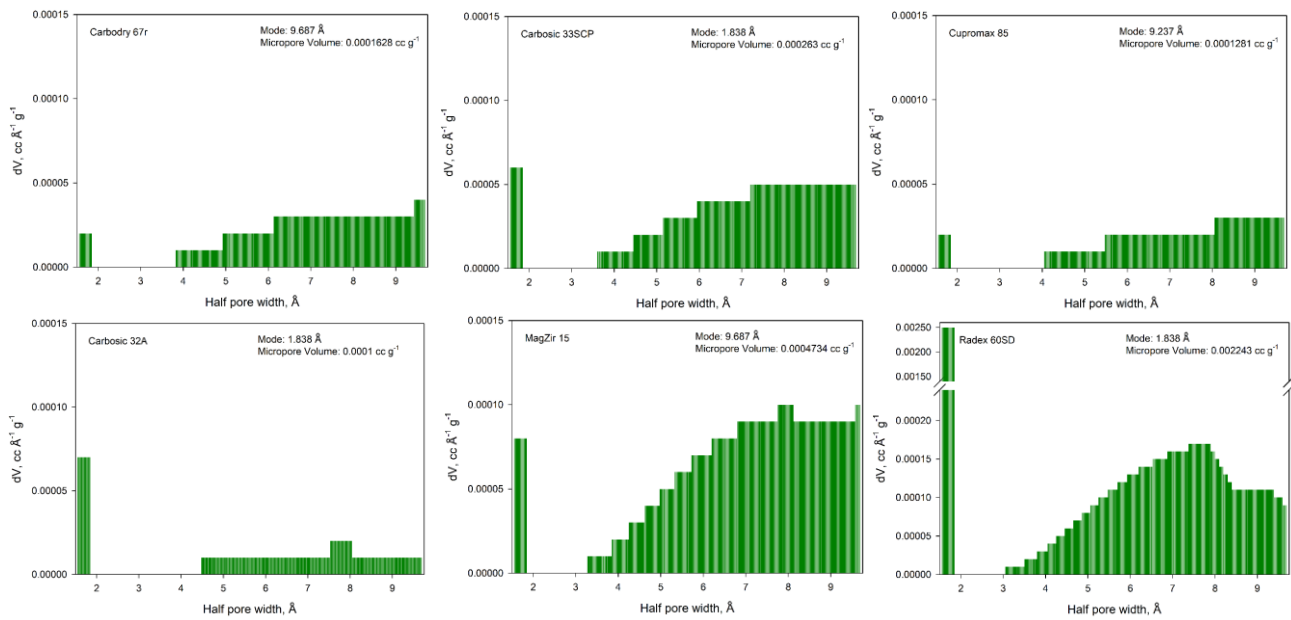 Carbodry 67r
Mode: 9.687 Å
Micropore Volume: 0.0001628 cc g⁻¹
0.00015
0.00010
0.00005
0.00000
dV, cc Å⁻¹ g⁻¹
2 3 4 5 6 7 8 9
Half pore width, Å
Carbosic 33SCP
Mode: 1.838 Å
Micropore Volume: 0.000263 cc g⁻¹
0.00015
0.00010
0.00005
0.00000
dV, cc Å⁻¹ g⁻¹
2 3 4 5 6 7 8 9
Half pore width, Å
Cupromax 85
Mode: 9.237 Å
Micropore Volume: 0.0001281 cc g⁻¹
0.00015
0.00010
0.00005
0.00000
dV, cc Å⁻¹ g⁻¹
2 3 4 5 6 7 8 9
Half pore width, Å
Carbosic 32A
Mode: 1.838 Å
Micropore Volume: 0.0001 cc g⁻¹
0.00015
0.00010
0.00005
0.00000
dV, cc Å⁻¹ g⁻¹
2 3 4 5 6 7 8 9
Half pore width, Å
MagZir 15
Mode: 9.687 Å
Micropore Volume: 0.0004734 cc g⁻¹
0.00015
0.00010
0.00005
0.00000
dV, cc Å⁻¹ g⁻¹
2 3 4 5 6 7 8 9
Half pore width, Å
Radex 60SD
Mode: 1.838 Å
Micropore Volume: 0.002243 cc g⁻¹
0.00250
0.00200
0.00150
0.00020
0.00015
0.00010
0.00005
0.00000
dV, cc Å⁻¹ g⁻¹
2 3 4 5 6 7 8 9
Half pore width, Å